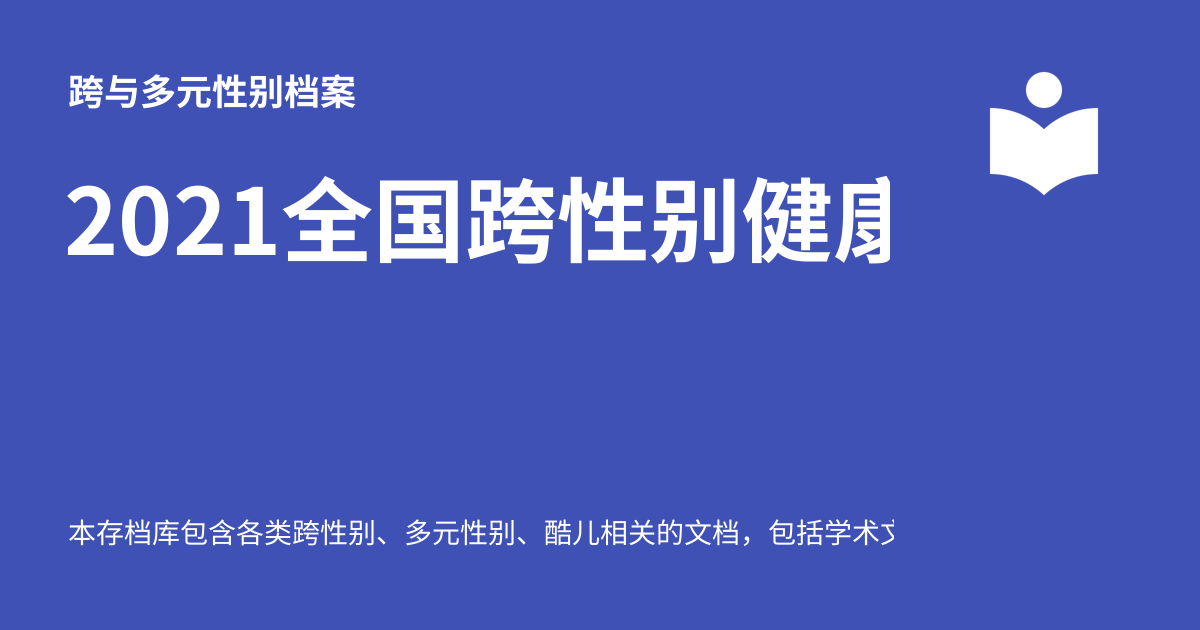 跨与多元性别档案
2021全国跨性别健康
本存档库包含各类跨性别、多元性别、酷儿相关的文档，包括学术文